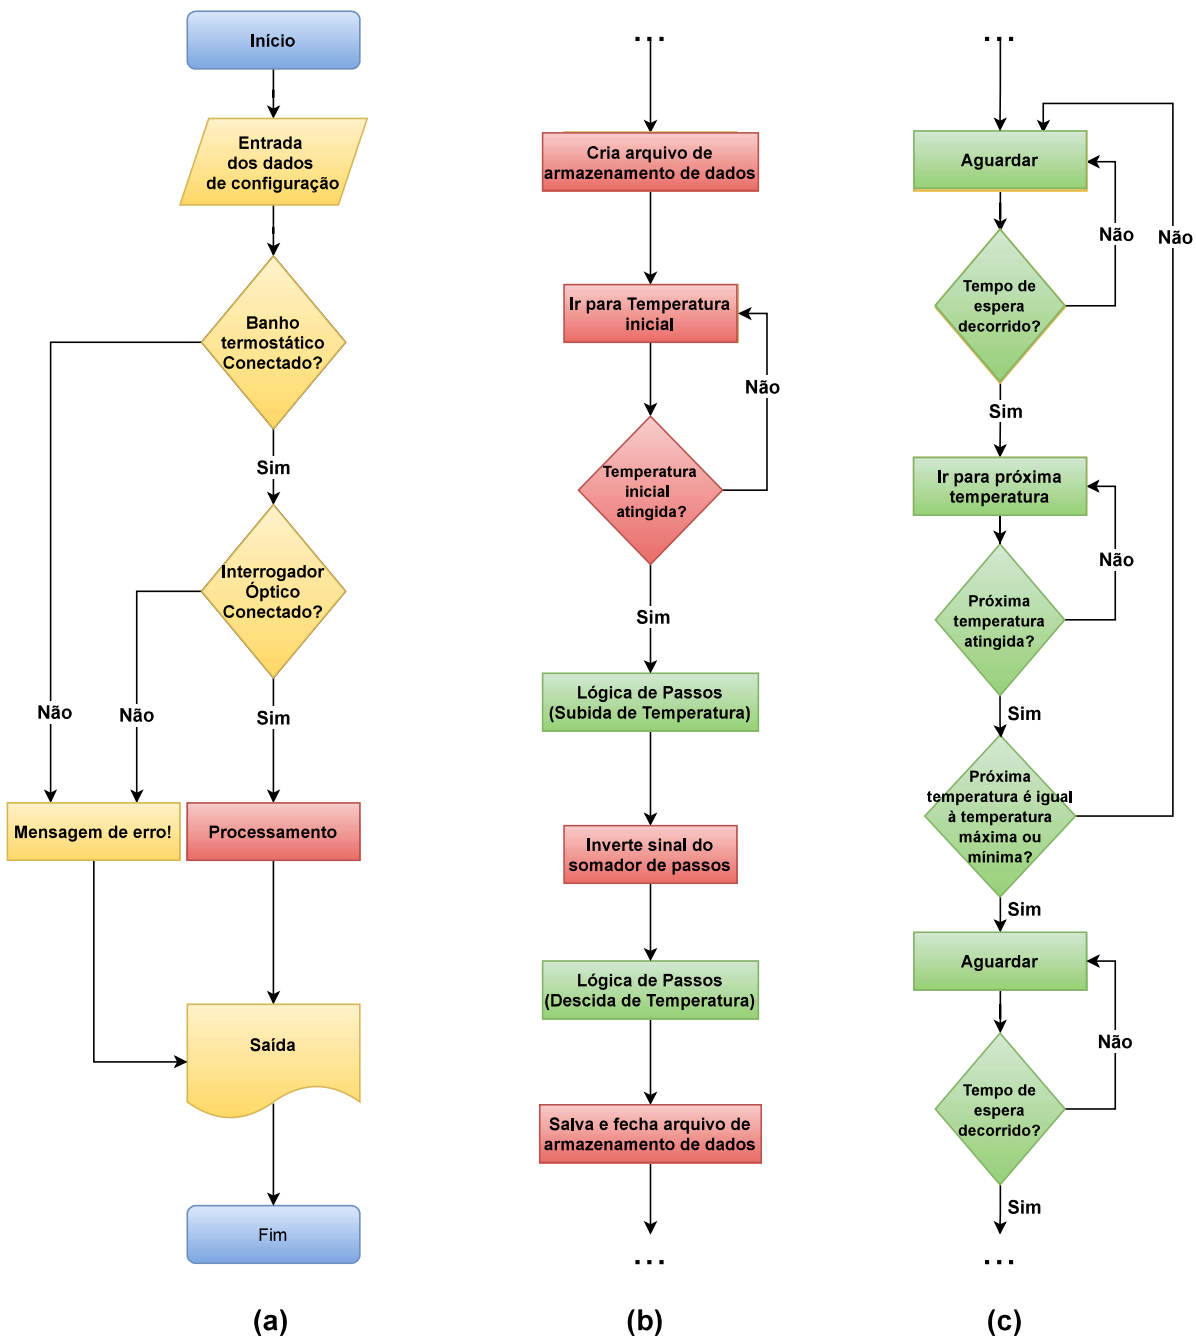 Início
Entrada
dos dados
de configuração
Banho
termostático
Conectado?
Sim
Interrogador
Óptico
Conectado?
Não
Não
Sim
Mensagem de erro!
Processamento
Saída
Fim
(a)
...
Cria arquivo de
armazenamento de dados
Ir para Temperatura
inicial
Não
Temperatura
inicial
atingida?
Sim
Lógica de Passos
(Subida de Temperatura)
Inverte sinal do
somador de passos
Lógica de Passos
(Descida de Temperatura)
Salva e fecha arquivo de
armazenamento de dados
...
(b)
...
Aguardar
Não
Não
Tempo de
espera
decorrido?
Sim
Ir para próxima
temperatura
Não
Próxima
temperatura
atingida?
Sim
Próxima
temperatura é igual
à temperatura
máxima ou
mínima?
Sim
Aguardar
Não
Tempo de
espera
decorrido?
Sim
...
(c)